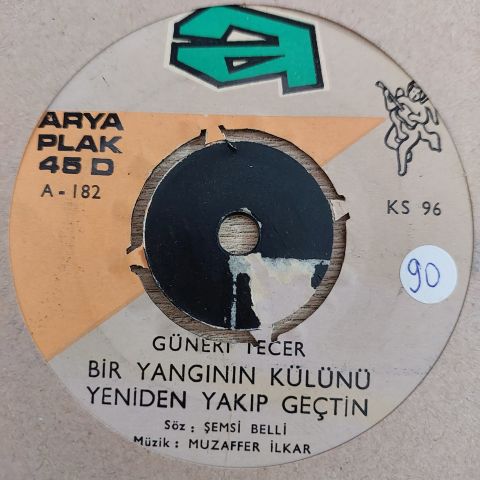 ARYA
PLAK
45 D
A - 182
KS 96
90
GÜNERİ TECER
BİR YANGININ KÜLÜNÜ
YENİDEN YAKIP GEÇTİN
Söz : ŞEMSİ BELLİ
Müzik : MUZAFFER İLKAR